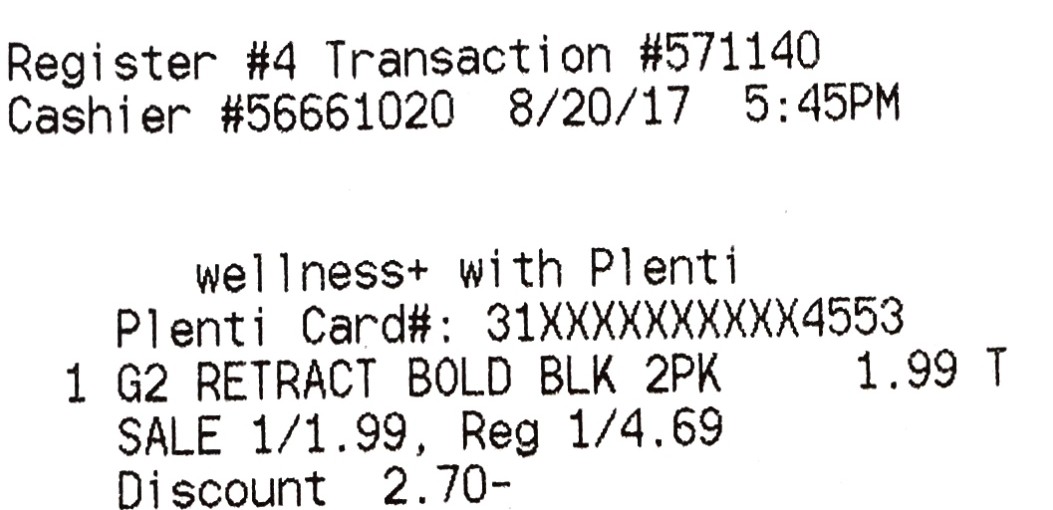 Register #4 Transaction #571140
Cashier #56661020 8/20/17 5:45PM
wellness+ with Plenti
Plenti Card#: 31XXXXXXXXXX4553
1 G2 RETRACT BOLD BLK 2PK 1.99 T
SALE 1/1.99, Reg 1/4.69
Discount 2.70-